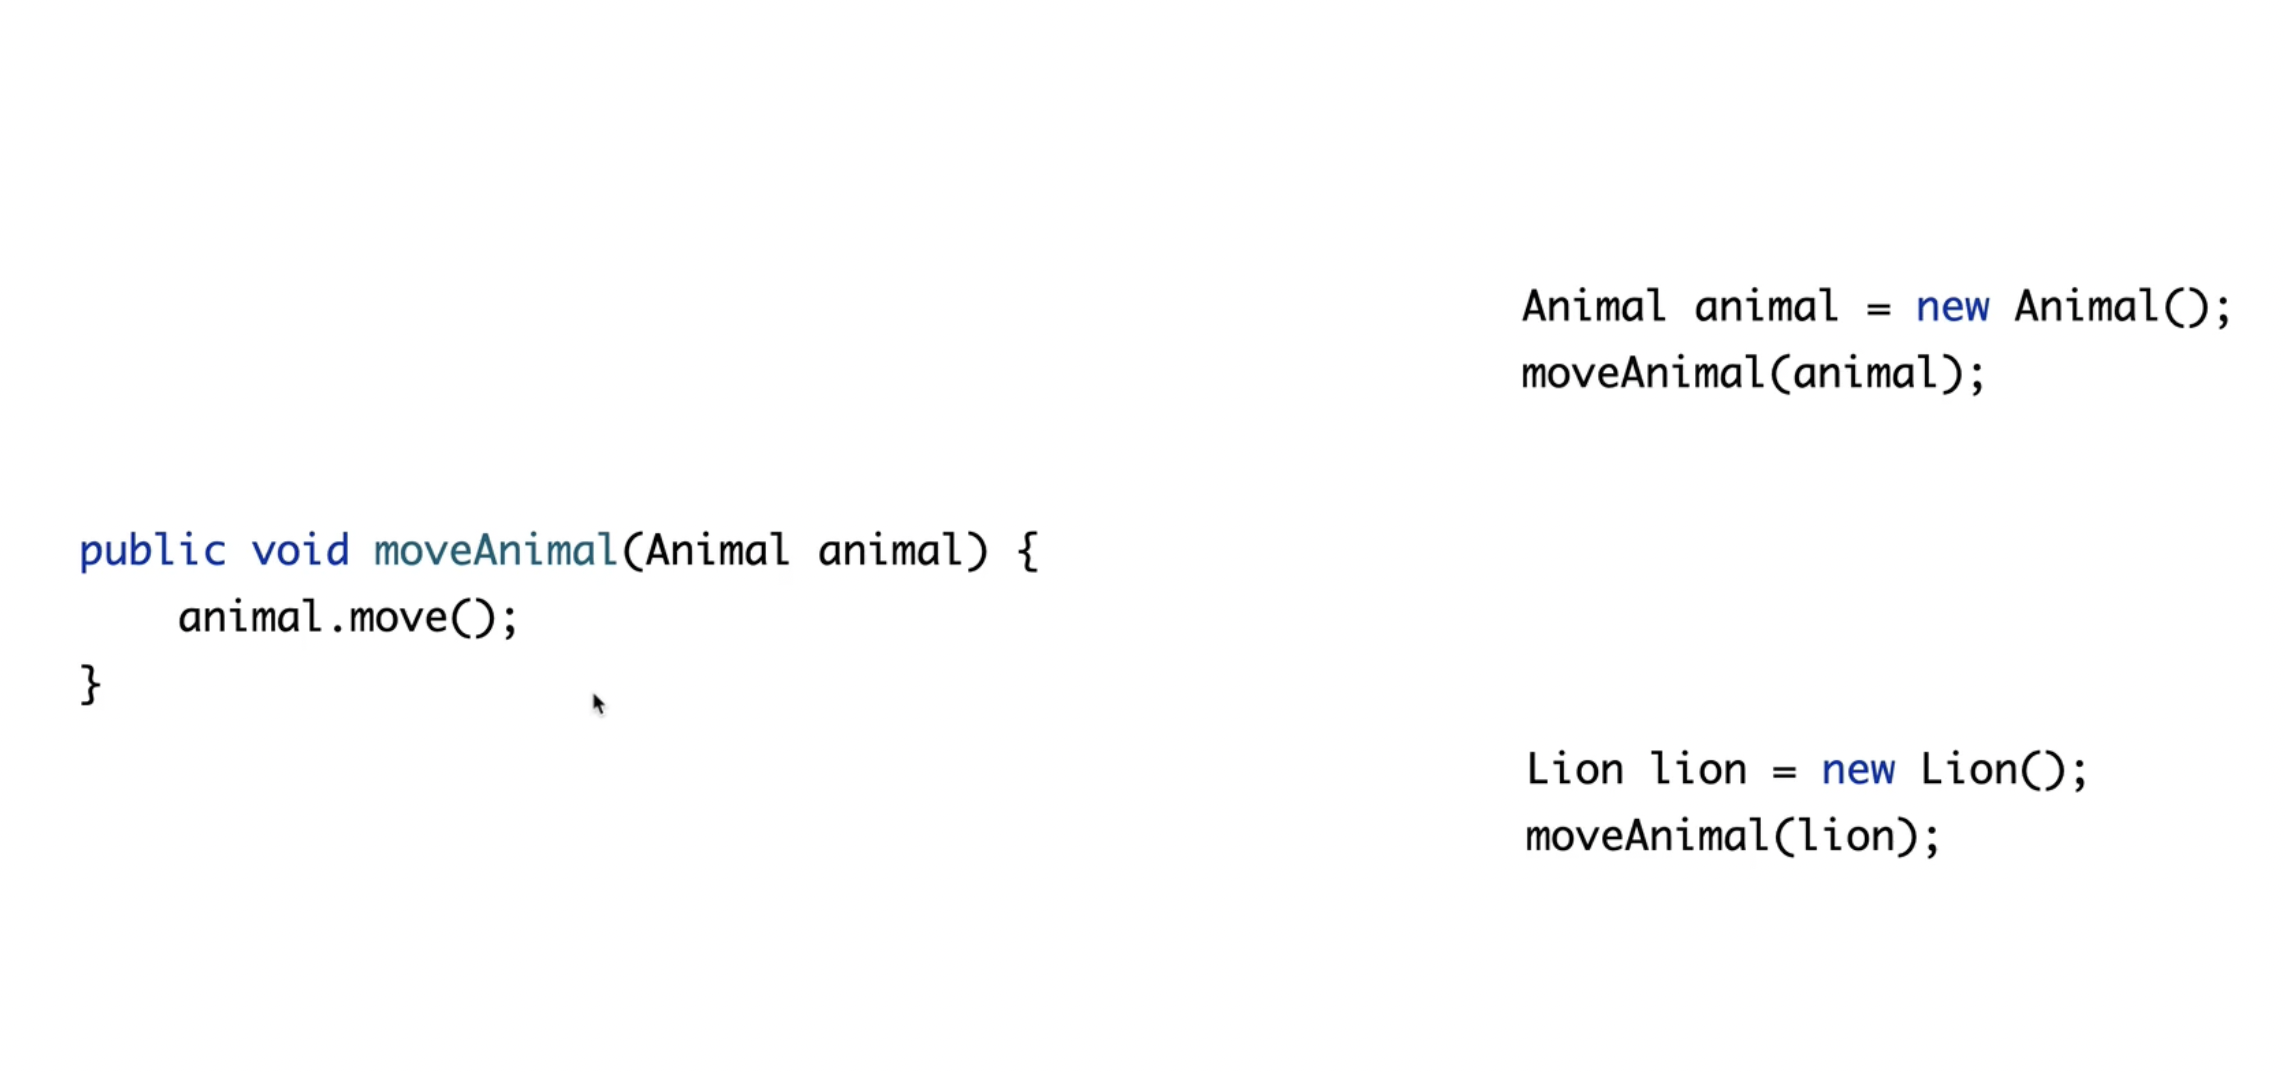 Animal animal = new Animal();
moveAnimal(animal);
public void moveAnimal(Animal animal) {
    animal.move();
}
Lion lion = new Lion();
moveAnimal(lion);